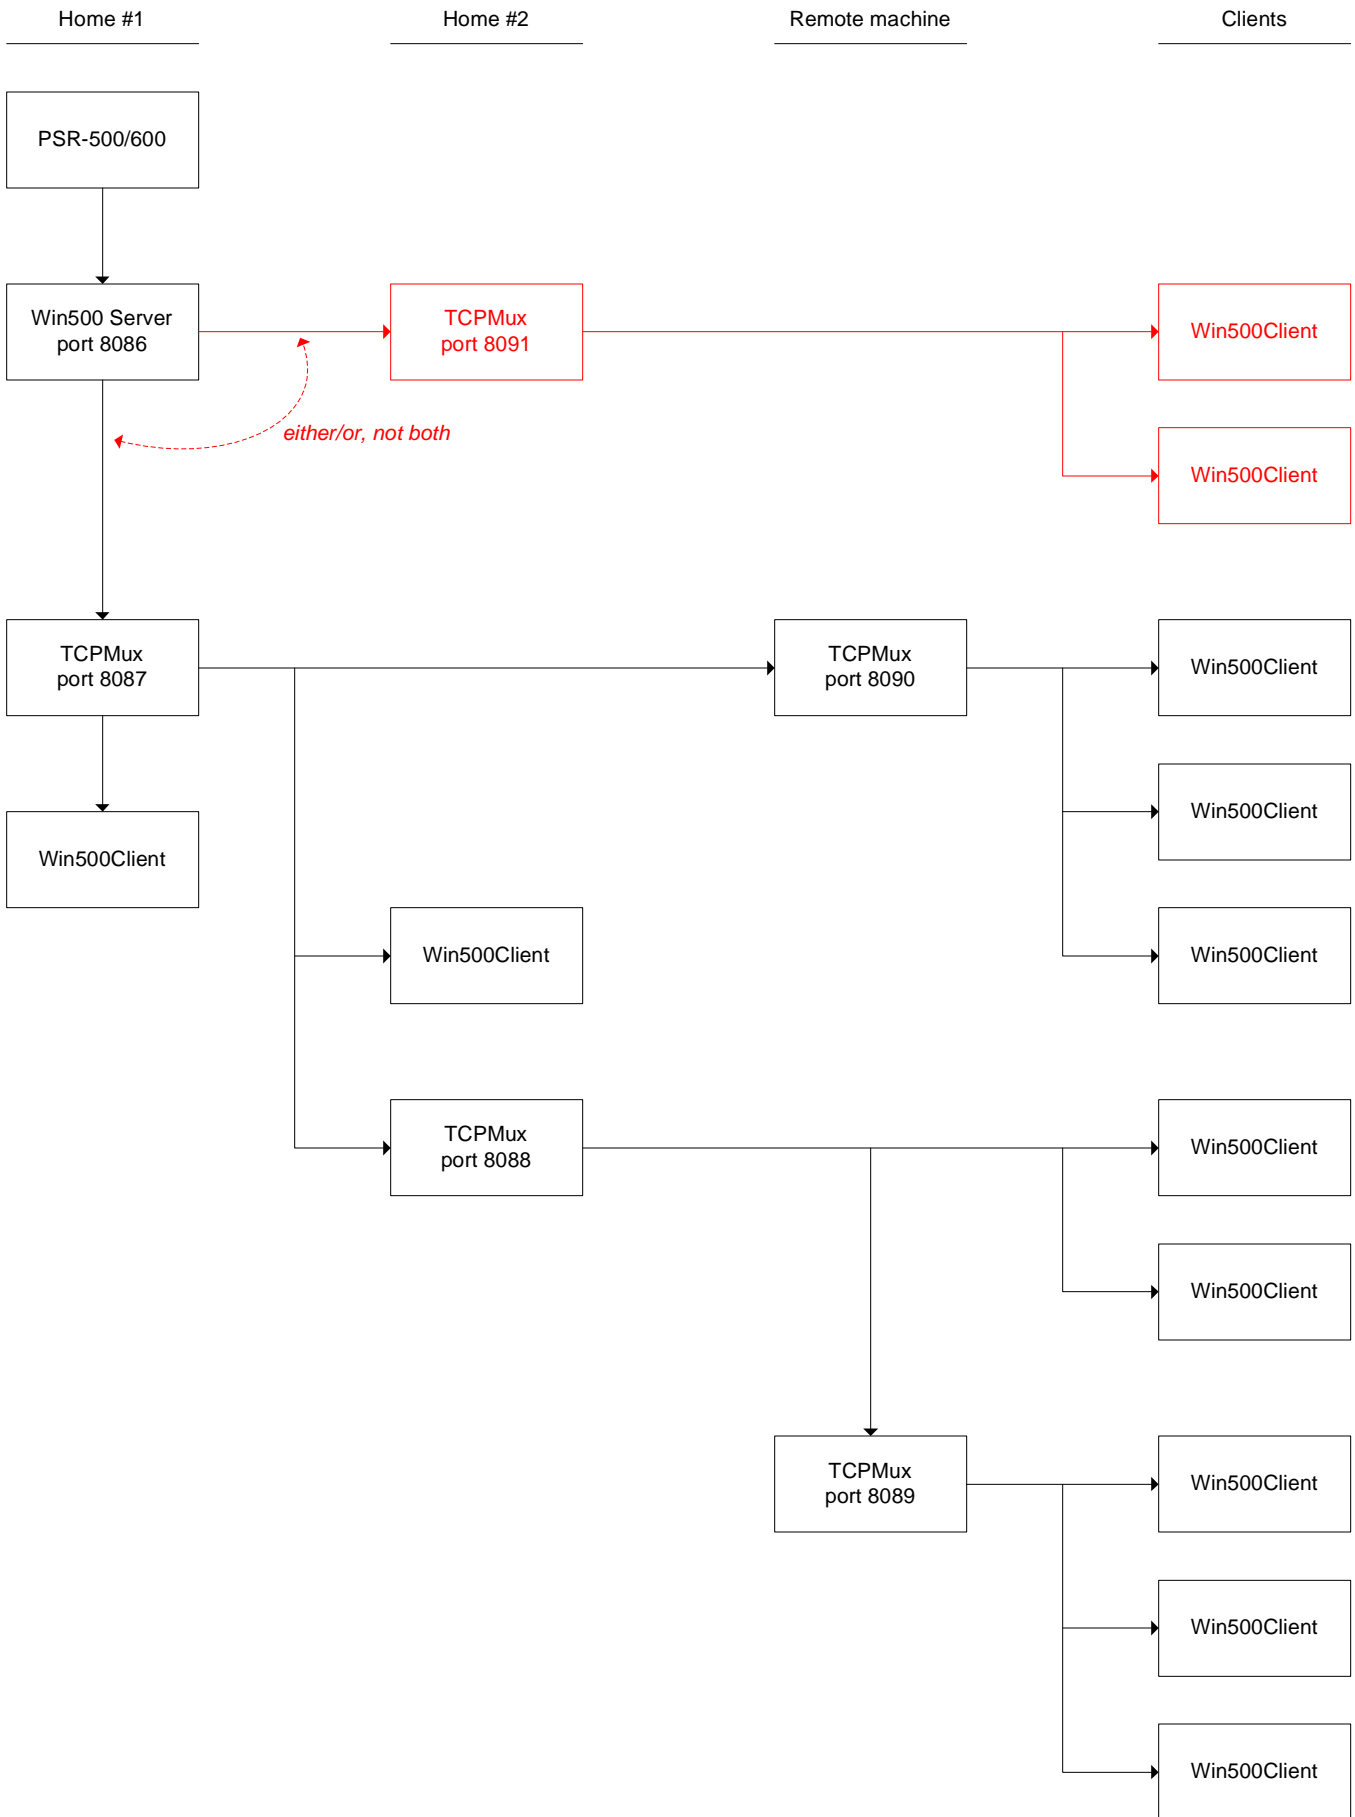 Home #1
Home #2
Remote machine
Clients
PSR-500/600
Win500 Server
port 8086
TCPMux
port 8091
Win500Client
either/or, not both
Win500Client
TCPMux
port 8087
TCPMux
port 8090
Win500Client
Win500Client
Win500Client
Win500Client
Win500Client
TCPMux
port 8088
Win500Client
Win500Client
TCPMux
port 8089
Win500Client
Win500Client
Win500Client